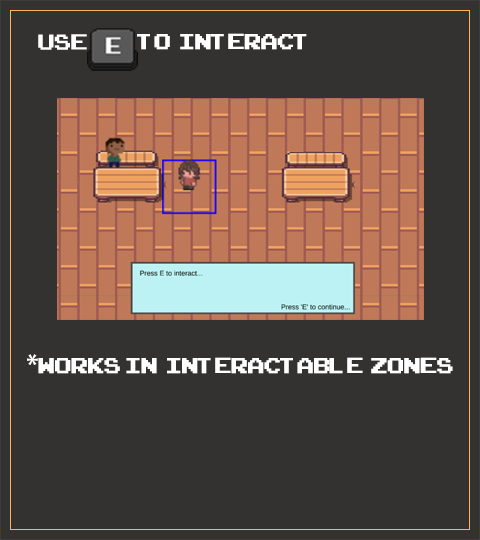 USE E TO INTERACT
Press E to interact...
Press 'E' to continue...
*WORKS IN INTERACTABLE ZONES